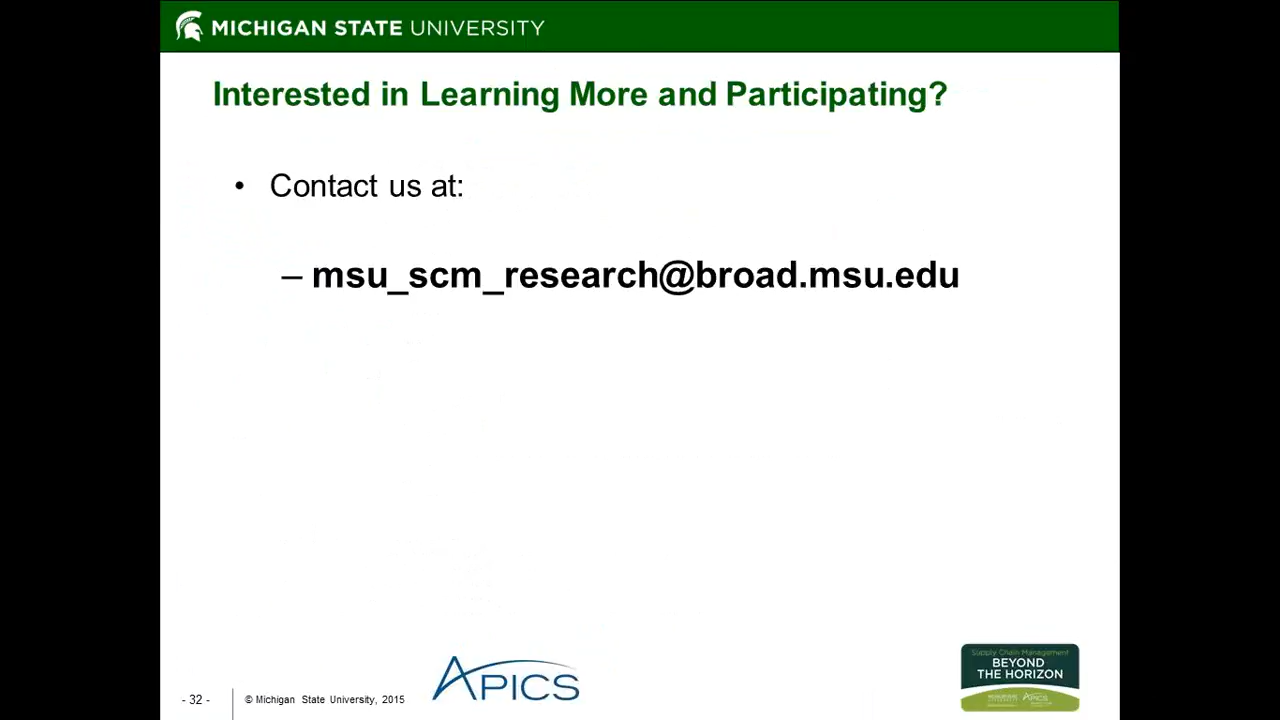 MICHIGAN STATE UNIVERSITY
Interested in Learning More and Participating?
• Contact us at:
– msu_scm_research@broad.msu.edu
- 32 -
© Michigan State University, 2015
APICS
Supply Chain Management
BEYOND
THE HORIZON
APICS